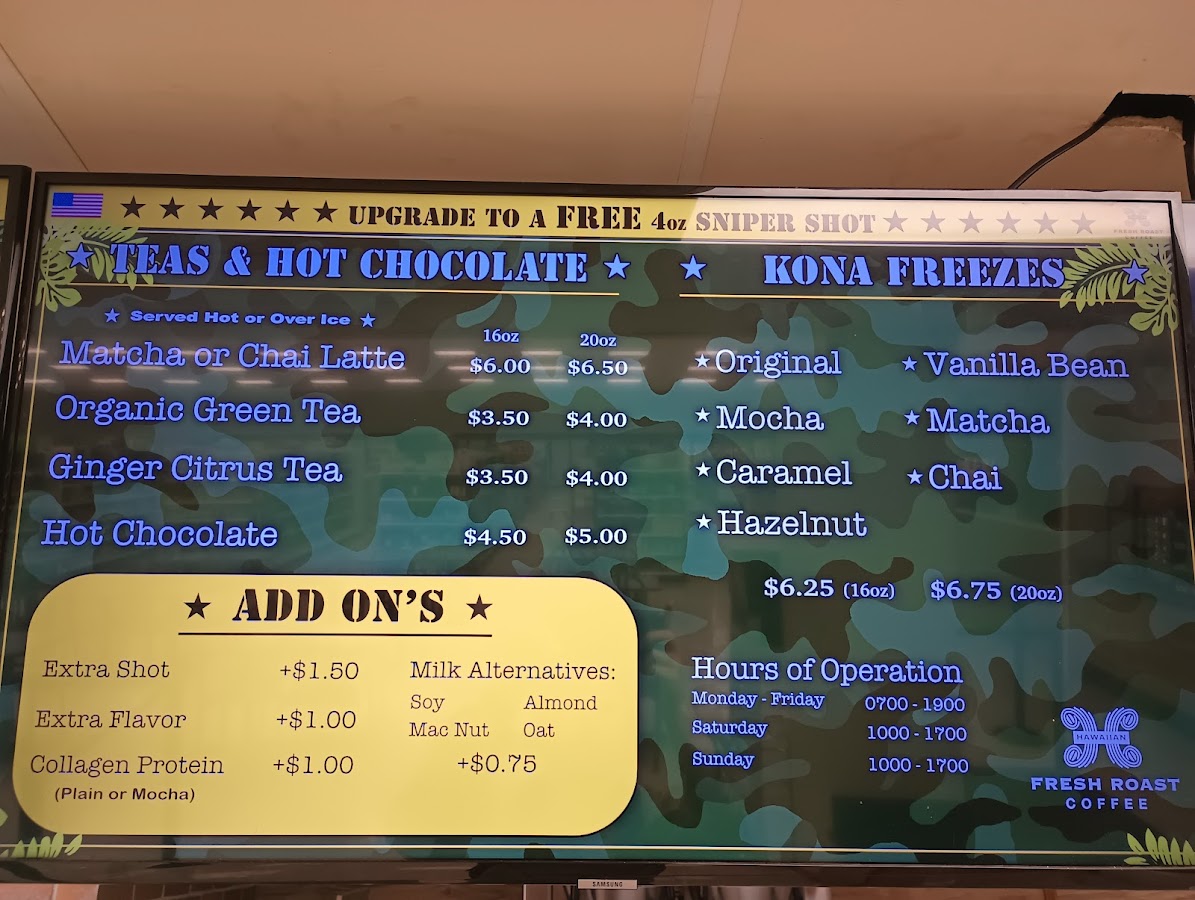 ★ ★ ★ ★ ★ ★ UPGRADE TO A FREE 4oz SNIPER SHOT ★ ★ ★ ★ ★ ★
FRESH ROAST
COFFEE
★ TEAS & HOT CHOCOLATE ★
★ Served Hot or Over Ice ★
16oz 20oz
Matcha or Chai Latte $6.00 $6.50
Organic Green Tea $3.50 $4.00
Ginger Citrus Tea $3.50 $4.00
Hot Chocolate $4.50 $5.00
★ ADD ON'S ★
Extra Shot +$1.50
Extra Flavor +$1.00
Collagen Protein +$1.00
(Plain or Mocha)
Milk Alternatives:
Soy Almond
Mac Nut Oat
+$0.75
★ KONA FREEZES ★
★ Original ★ Vanilla Bean
★ Mocha ★ Matcha
★ Caramel ★ Chai
★ Hazelnut
$6.25 (16oz) $6.75 (20oz)
Hours of Operation
Monday - Friday 0700 - 1900
Saturday 1000 - 1700
Sunday 1000 - 1700
HAWAIIAN
FRESH ROAST
COFFEE
SAMSUNG